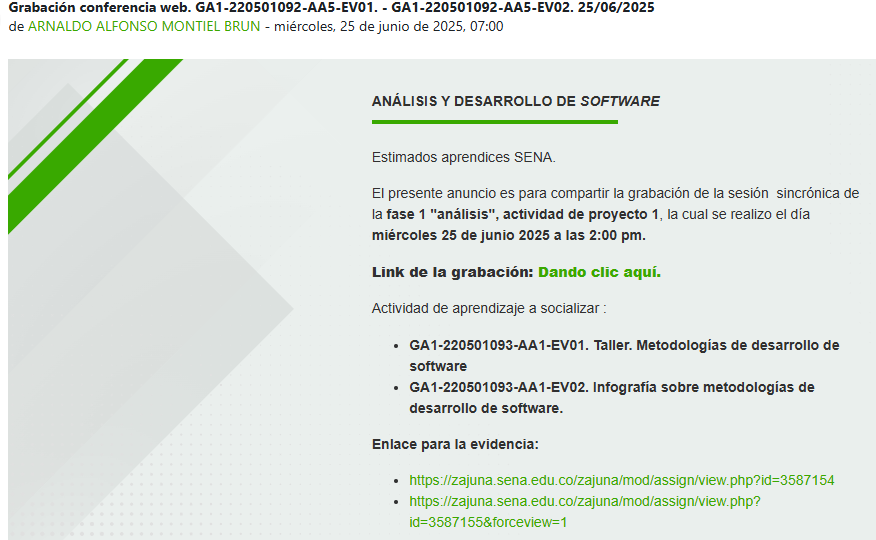 Grabación conferencia web. GA1-220501092-AA5-EV01. - GA1-220501092-AA5-EV02. 25/06/2025
de ARNALDO ALFONSO MONTIEL BRUN - miércoles, 25 de junio de 2025, 07:00
ANÁLISIS Y DESARROLLO DE SOFTWARE
Estimados aprendices SENA.
El presente anuncio es para compartir la grabación de la sesión sincrónica de
la fase 1 "análisis", actividad de proyecto 1, la cual se realizo el día
miércoles 25 de junio 2025 a las 2:00 pm.
Link de la grabación: Dando clic aquí.
Actividad de aprendizaje a socializar :
• GA1-220501093-AA1-EV01. Taller. Metodologías de desarrollo de
software
• GA1-220501093-AA1-EV02. Infografía sobre metodologías de
desarrollo de software.
Enlace para la evidencia:
• https://zajuna.sena.edu.co/zajuna/mod/assign/view.php?id=3587154
• https://zajuna.sena.edu.co/zajuna/mod/assign/view.php?
id=3587155&forceview=1